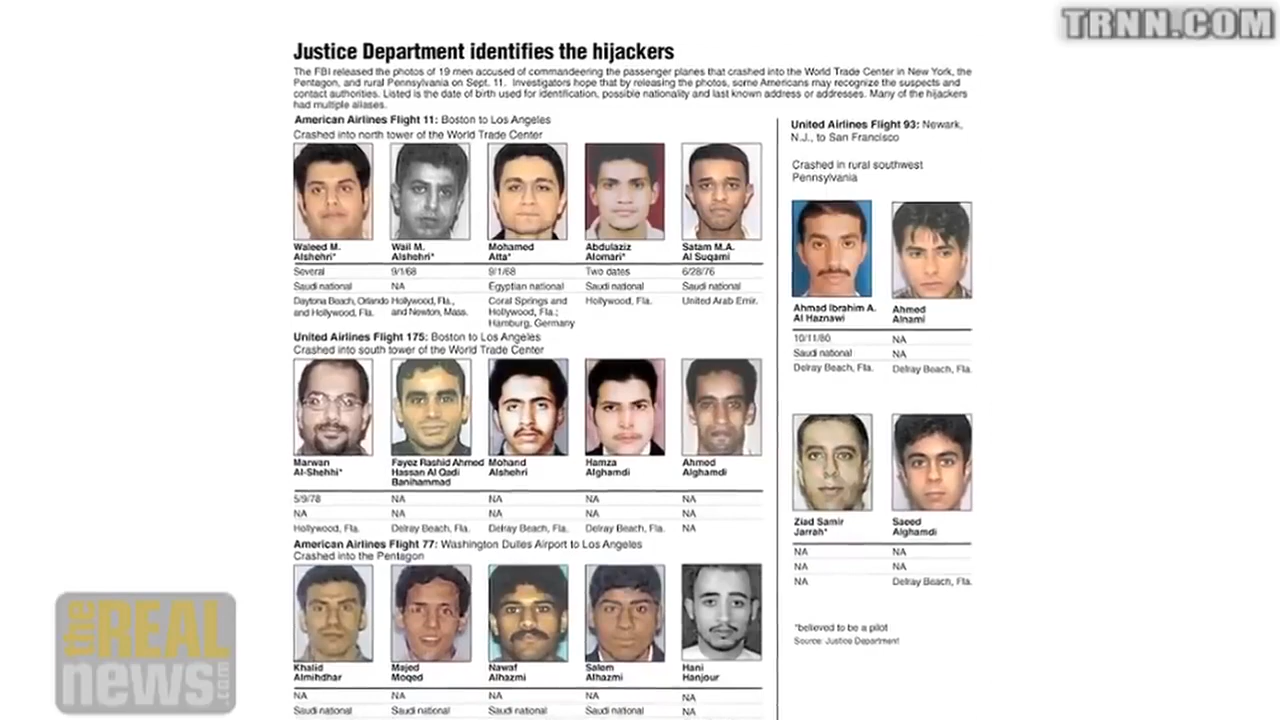 TRNN.COM
Justice Department identifies the hijackers
The FBI released the photos of 19 men accused of commandeering the passenger planes that crashed into the World Trade Center in New York, the
Pentagon, and rural Pennsylvania on Sept. 11. Investigators hope that by releasing the photos, some Americans may recognize the suspects and
contact authorities. Listed is the date of birth used for identification, possible nationality and last known address or addresses. Many of the hijackers
had multiple aliases.
American Airlines Flight 11: Boston to Los Angeles
Crashed into north tower of the World Trade Center
Waleed M. Wail M. Mohamed Abdulaziz Satam M.A.
Alshehri* Alshehri* Atta* Alomari* Al Suqami
Several 9/1/68 9/1/68 Two dates 6/28/76
Saudi national NA Egyptian national Saudi national Saudi national
Daytona Beach, Orlando Hollywood, Fla., Coral Springs and Hollywood, Fla. United Arab Emir.
and Hollywood, Fla. and Newton, Mass. Hollywood, Fla.;
Hamburg, Germany
United Airlines Flight 175: Boston to Los Angeles
Crashed into south tower of the World Trade Center
Marwan Fayez Rashid Ahmed Mohand Hamza Ahmed
Al-Shehhi* Hassan Al Qadi Alshehri Alghamdi Alghamdi
Banihammad
5/9/78 NA NA NA NA
NA NA NA NA NA
Hollywood, Fla. Delray Beach, Fla. Delray Beach, Fla. Delray Beach, Fla. NA
American Airlines Flight 77: Washington Dulles Airport to Los Angeles
Crashed into the Pentagon
Khalid Majed Nawaf Salem Hani
Almihdhar Moqed Alhazmi Alhazmi Hanjour
NA NA NA NA NA
Saudi national Saudi national Saudi national Saudi national NA
United Airlines Flight 93: Newark,
N.J., to San Francisco
Crashed in rural southwest
Pennsylvania
Ahmad Ibrahim A. Ahmed
Al Haznawi Alnami
10/11/80 NA
Saudi national NA
Delray Beach, Fla. Delray Beach, Fla.
Ziad Samir Saeed
Jarrah* Alghamdi
NA NA
NA NA
NA Delray Beach, Fla.
*believed to be a pilot
Source: Justice Department
the REAL
news.com